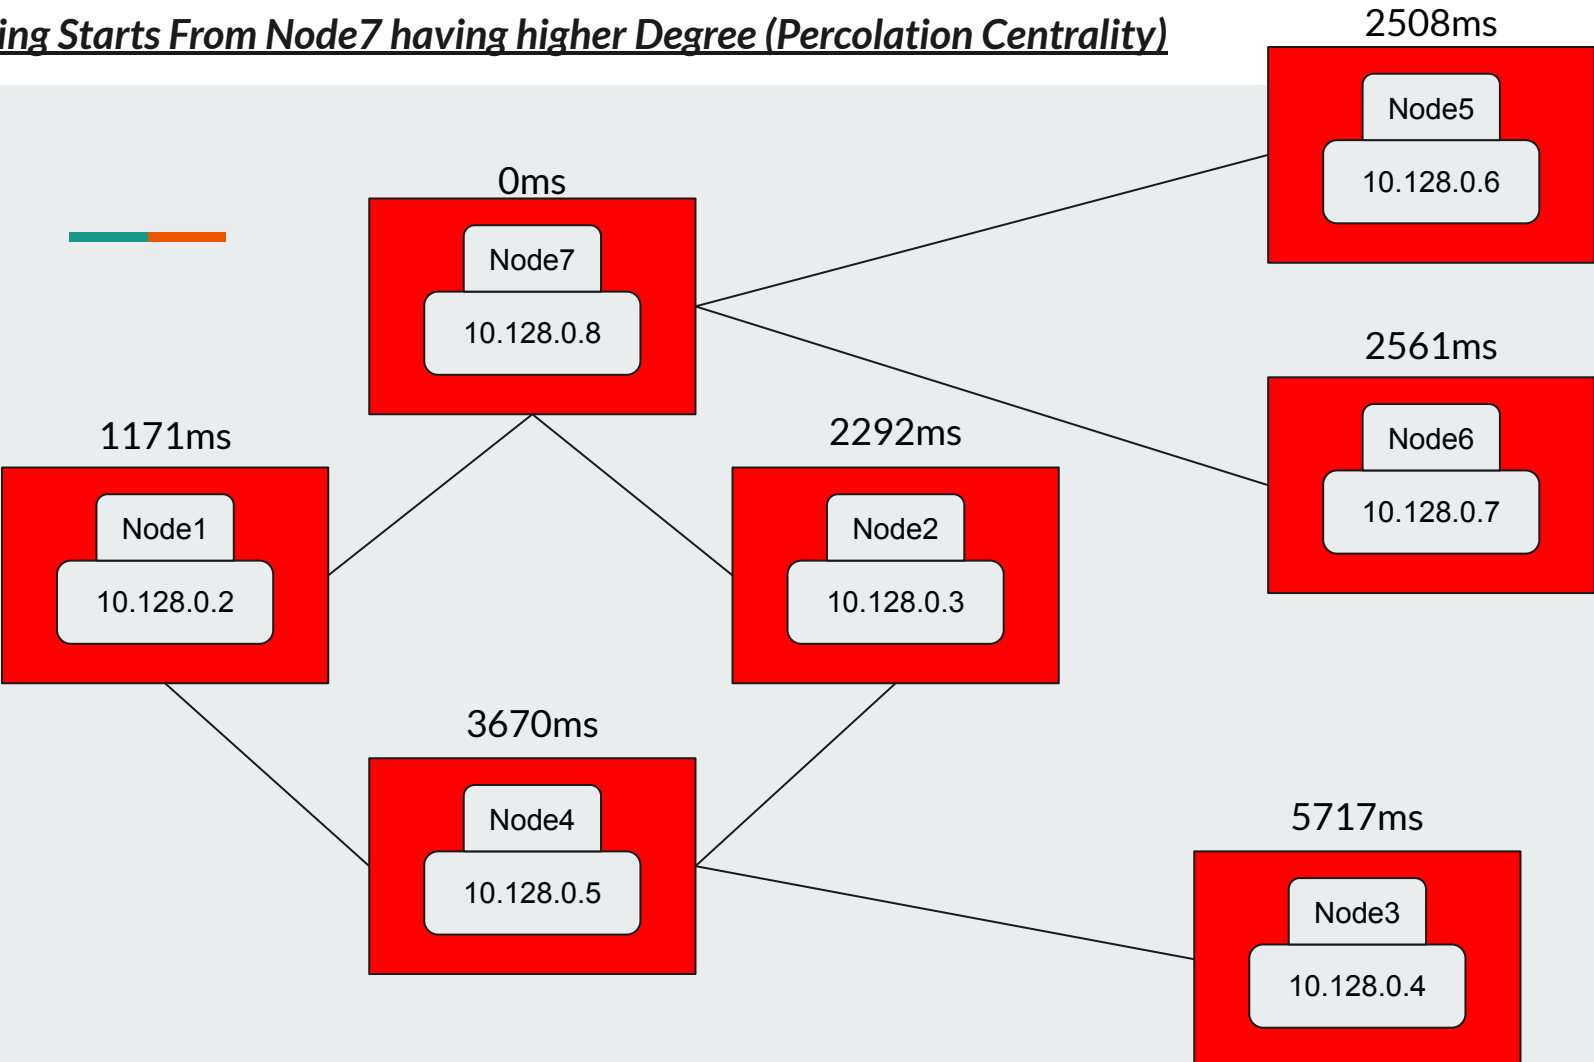 ing Starts From Node7 having higher Degree (Percolation Centrality)
2508ms
Node5
10.128.0.6
0ms
Node7
10.128.0.8
2561ms
Node6
10.128.0.7
1171ms
Node1
10.128.0.2
2292ms
Node2
10.128.0.3
3670ms
Node4
10.128.0.5
5717ms
Node3
10.128.0.4